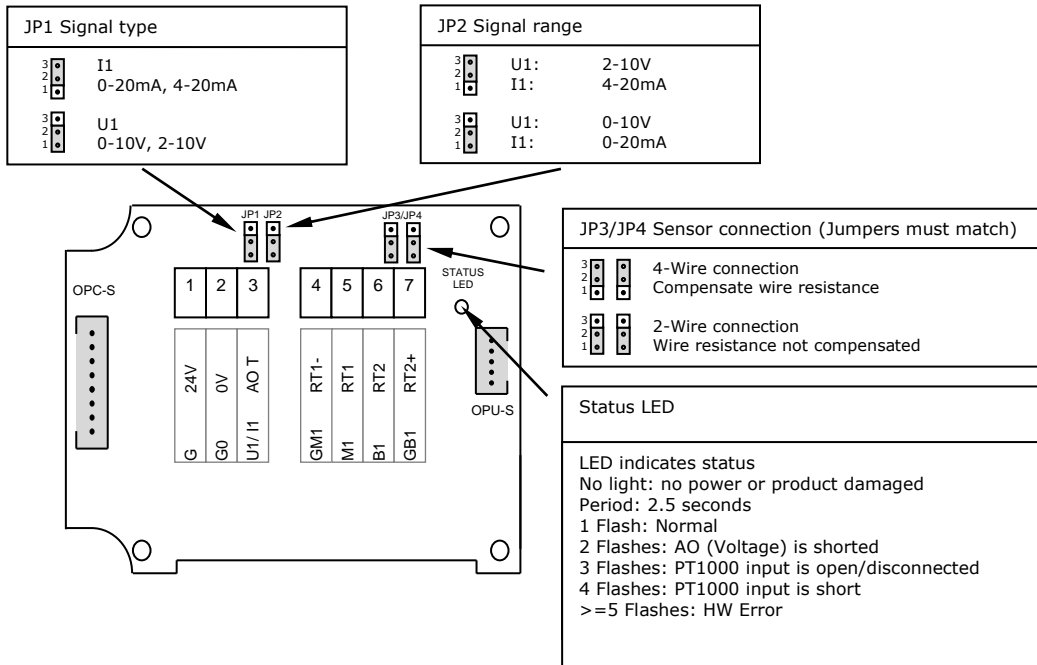 JP1 Signal type
3
2
1
I1
0-20mA, 4-20mA
3
2
1
U1
0-10V, 2-10V
JP2 Signal range
3
2
1
U1: 2-10V
I1: 4-20mA
3
2
1
U1: 0-10V
I1: 0-20mA
JP1 JP2
JP3/JP4
OPC-S
1 2 3 4 5 6 7
STATUS
LED
24V 0V AO T RT1- RT1 RT2 RT2+
G G0 U1/ I1 GM1 M1 B1 GB1
OPU-S
JP3/JP4 Sensor connection (Jumpers must match)
3
2
1
4-Wire connection
Compensate wire resistance
3
2
1
2-Wire connection
Wire resistance not compensated
Status LED
LED indicates status
No light: no power or product damaged
Period: 2.5 seconds
1 Flash: Normal
2 Flashes: AO (Voltage) is shorted
3 Flashes: PT1000 input is open/disconnected
4 Flashes: PT1000 input is short
>=5 Flashes: HW Error